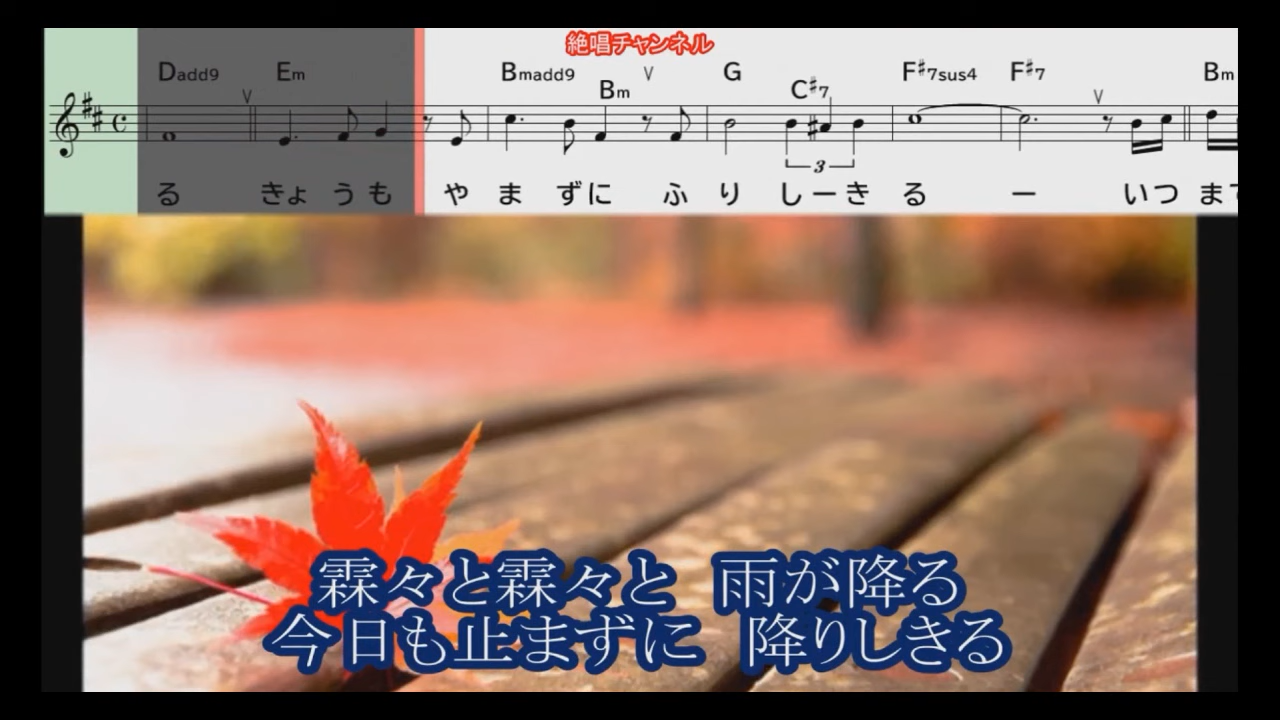 絶唱チャンネル
Dadd9 Em Bmadd9 Bm G C♯7 F♯7sus4 F♯7 Bm
3
る きょ う も や ま ずに ふ り しーき る ー いつ まで
霖々と霖々と 雨が降る
今日も止まずに 降りしきる